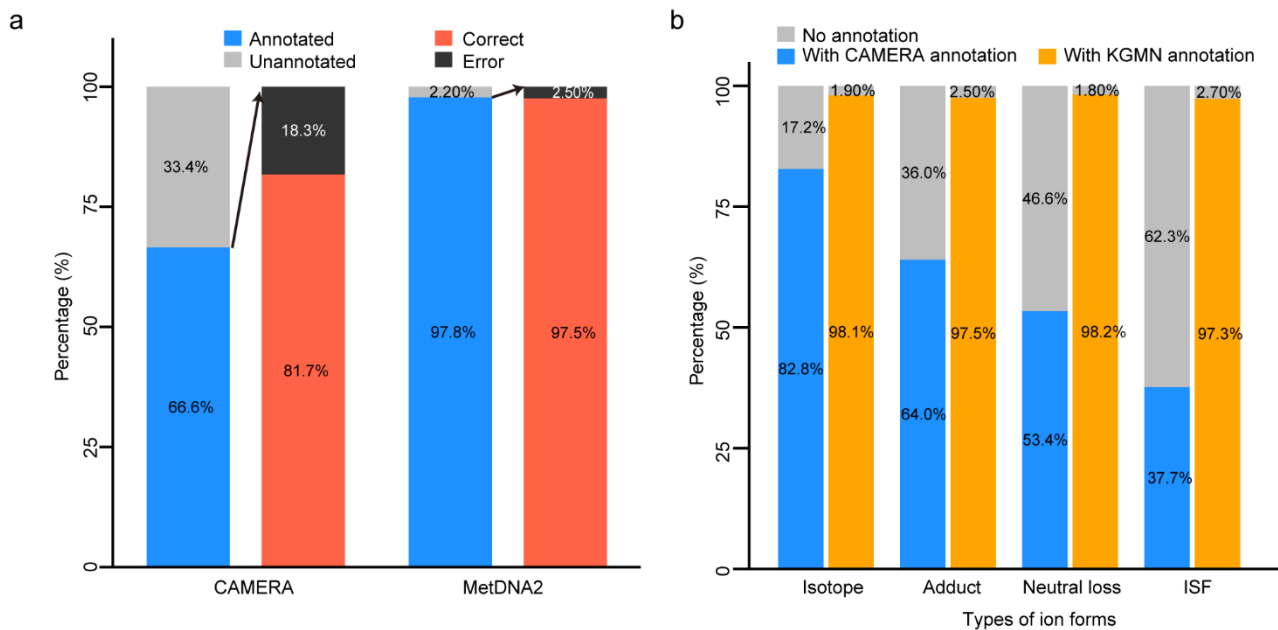 a
Annotated
Correct
Unannotated
Error
Percentage (%)
100
75
50
25
0
33.4%
66.6%
18.3%
81.7%
2.20%
97.8%
2.50%
97.5%
CAMERA
MetDNA2
b
No annotation
With CAMERA annotation
With KGMN annotation
Percentage (%)
100
75
50
25
0
17.2%
82.8%
1.90%
98.1%
36.0%
64.0%
2.50%
97.5%
46.6%
53.4%
1.80%
98.2%
62.3%
37.7%
2.70%
97.3%
Isotope
Adduct
Neutral loss
ISF
Types of ion forms